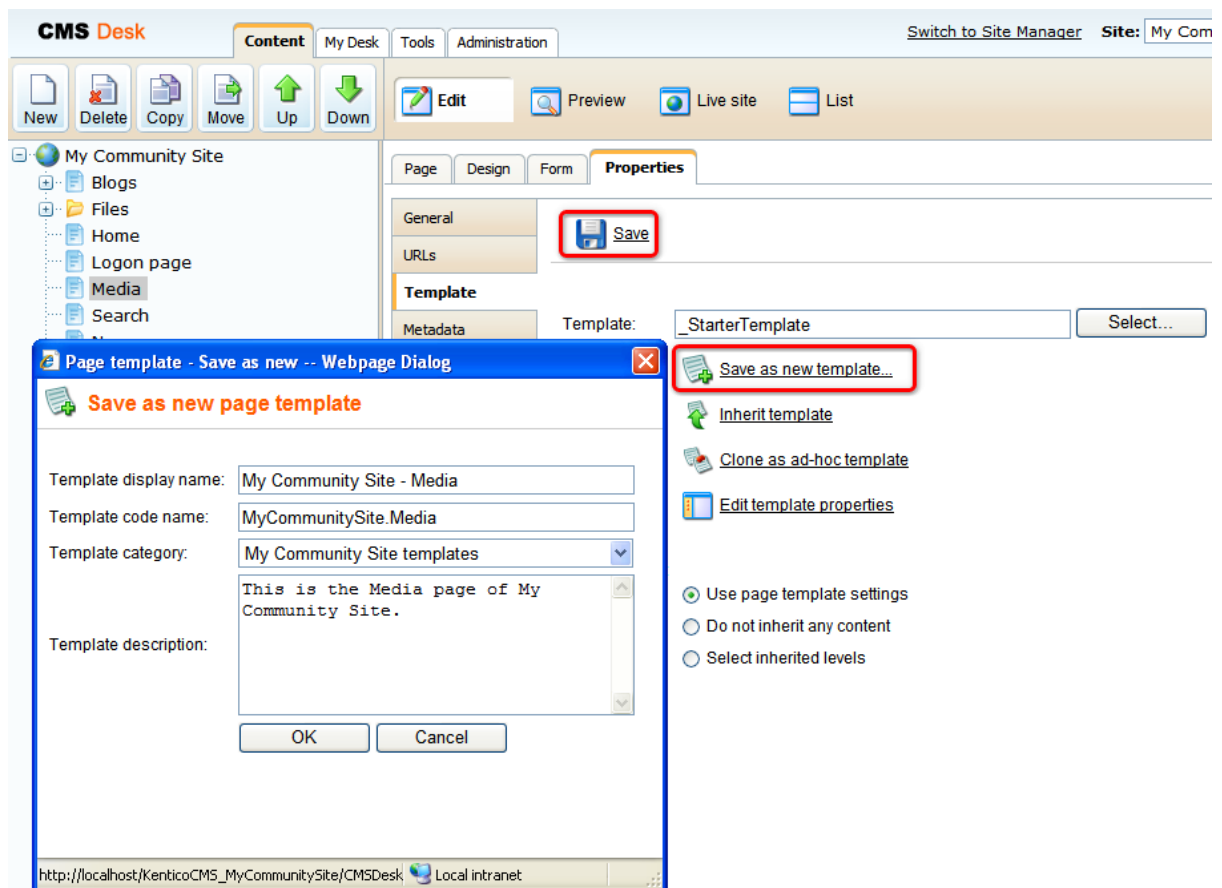 CMS Desk
Content
My Desk
Tools
Administration
Switch to Site Manager
Site: My Com
New
Delete
Copy
Move
Up
Down
Edit
Preview
Live site
List
My Community Site
Blogs
Files
Home
Logon page
Media
Search
Page
Design
Form
Properties
General
URLs
Template
Metadata
Save
Template:
_StarterTemplate
Select...
Save as new template...
Inherit template
Clone as ad-hoc template
Edit template properties
Use page template settings
Do not inherit any content
Select inherited levels
Page template - Save as new -- Webpage Dialog
Save as new page template
Template display name:
My Community Site - Media
Template code name:
MyCommunitySite.Media
Template category:
My Community Site templates
Template description:
This is the Media page of My
Community Site.
OK
Cancel
http://localhost/KenticoCMS_MyCommunitySite/CMSDesk
Local intranet